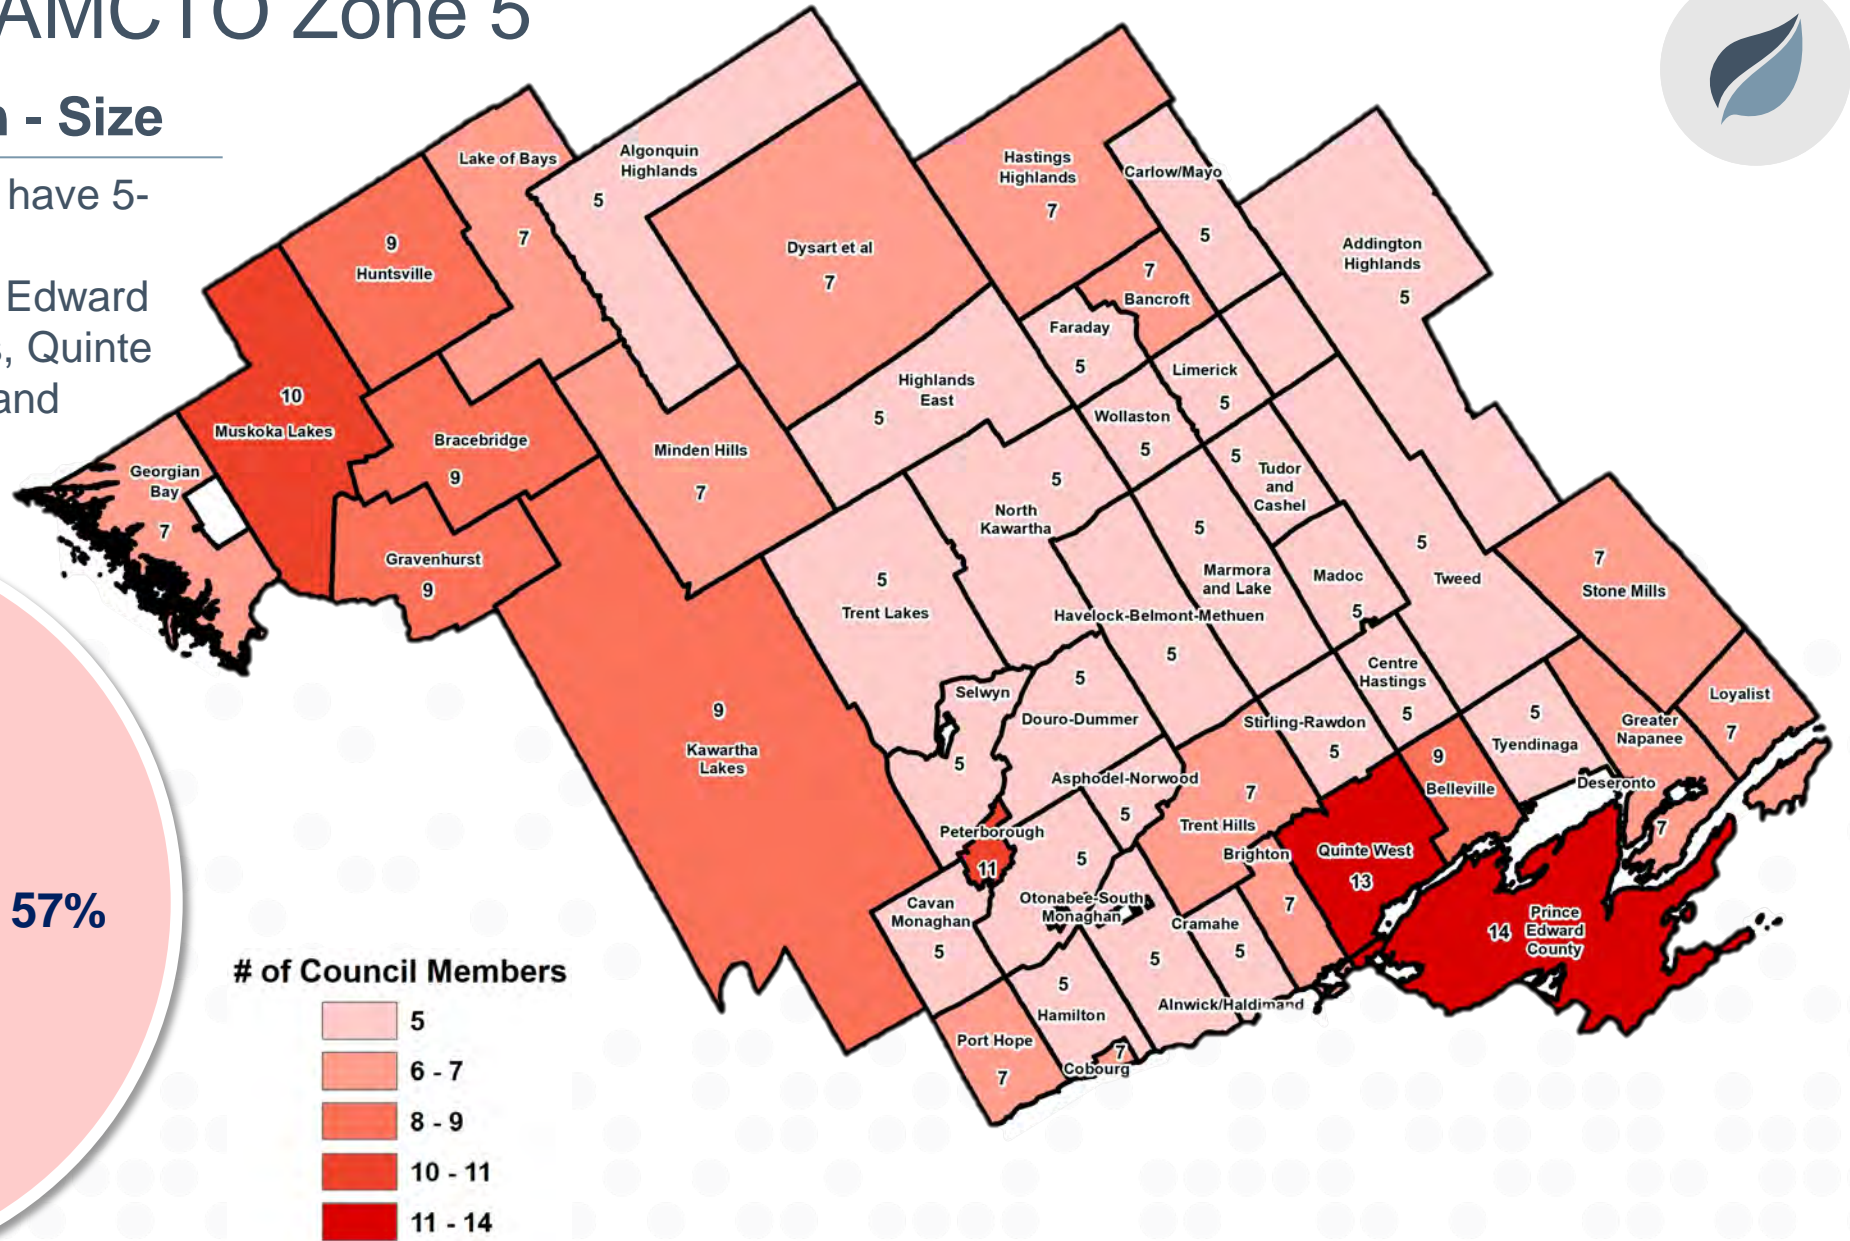 AMCTO Zone 5
- Size
have 5-
Edward
, Quinte
and
57%
Lake of Bays
7
Algonquin
Highlands
5
9
Huntsville
Dysart et al
7
Hastings
Highlands
7
Carlow/Mayo
5
Addington
Highlands
5
7
Bancroft
Faraday
5
Limerick
5
Highlands
East
5
Wollaston
5
10
Muskoka Lakes
Bracebridge
9
Minden Hills
7
Georgian
Bay
7
Gravenhurst
9
5
North
Kawartha
5
Tudor
and
Cashel
5
Marmora
and Lake
Madoc
5
5
Tweed
7
Stone Mills
5
Trent Lakes
Havelock-Belmont-Methuen
5
Centre
Hastings
5
Selwyn
5
5
Douro-Dummer
Stirling-Rawdon
5
5
Tyendinaga
Greater
Napanee
7
Loyalist
7
9
Kawartha
Lakes
Asphodel-Norwood
5
7
Trent Hills
9
Belleville
Deseronto
Peterborough
11
5
Otonabee-South
Monaghan
Brighton
7
Quinte West
13
14
Prince
Edward
County
Cavan
Monaghan
5
Cramahe
5
5
Alnwick/Haldimand
5
Hamilton
Port Hope
7
7
Cobourg
# of Council Members
5
6 - 7
8 - 9
10 - 11
11 - 14